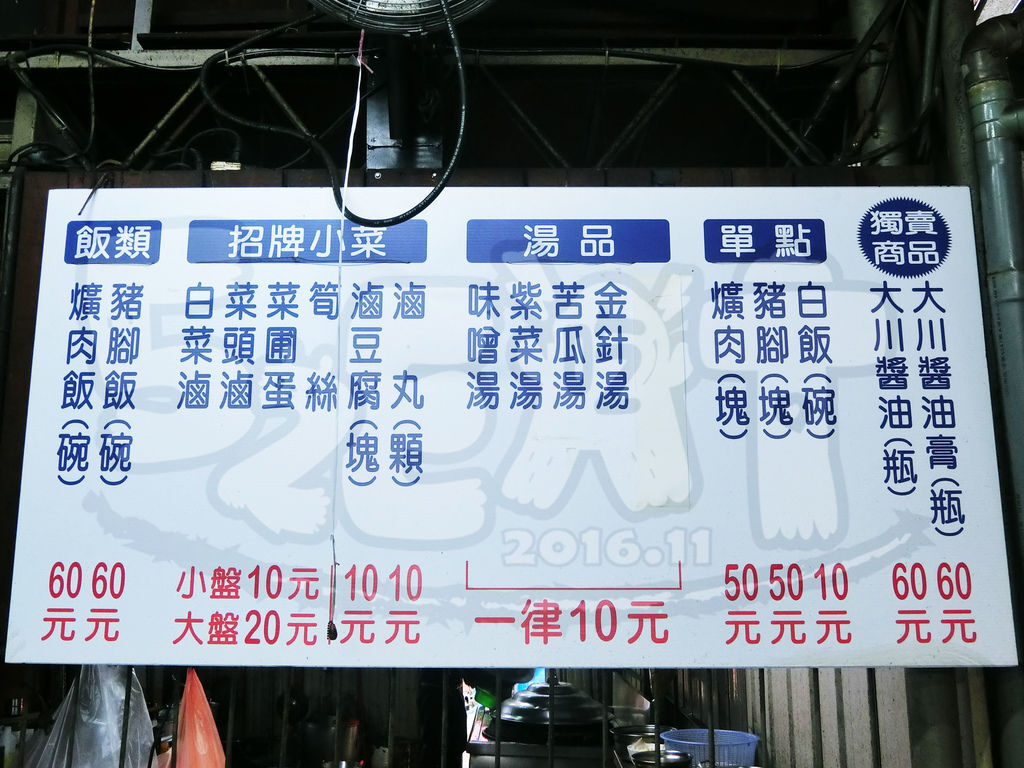 飯類
豬腳飯(碗)
爌肉飯(碗)
60元
60元
招牌小菜
滷丸(顆)
滷豆腐(塊)
筍絲
菜圃蛋
菜頭滷
白菜滷
小盤10元
大盤20元
10元
10元
湯品
金針湯
苦瓜湯
紫菜湯
味噌湯
一律10元
單點
白飯(碗)
豬腳(塊)
爌肉(塊)
50元
50元
10元
獨賣商品
大川醬油膏(瓶)
大川醬油(瓶)
60元
60元
2016.11